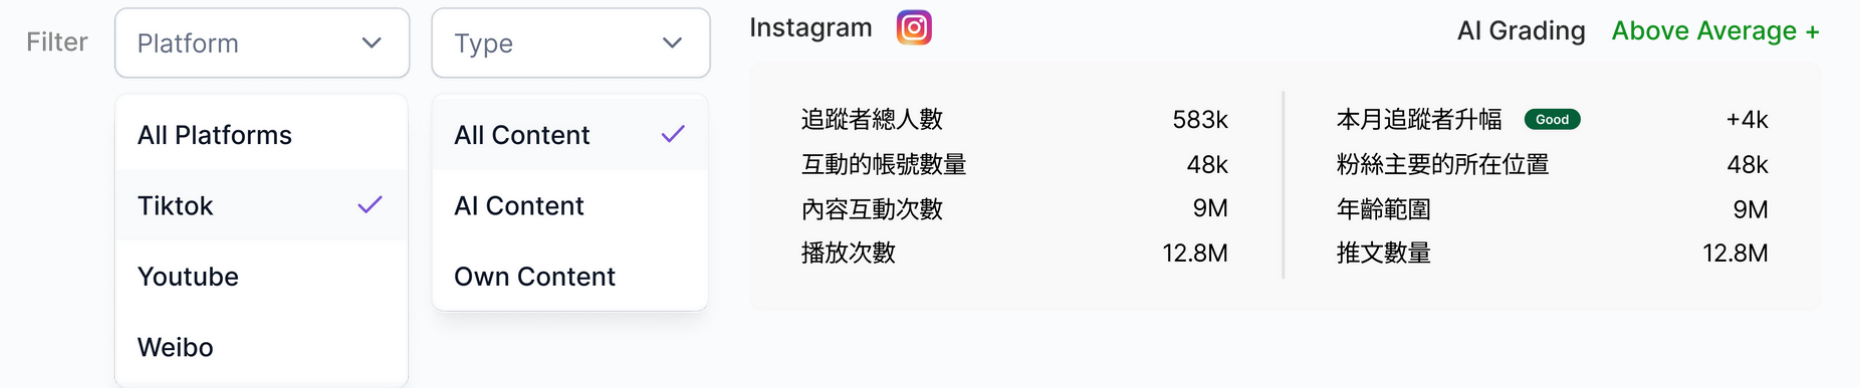 Filter
Platform
All Platforms
Tiktok
Youtube
Weibo
Type
All Content
AI Content
Own Content
Instagram
AI Grading Above Average +
追蹤者總人數 583k
互動的帳號數量 48k
內容互動次數 9M
播放次數 12.8M
本月追蹤者升幅 Good +4k
粉絲主要的所在位置 48k
年齡範圍 9M
推文數量 12.8M